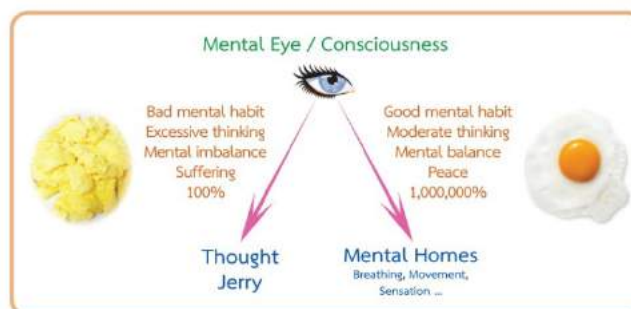 Mental Eye / Consciousness
Bad mental habit
Excessive thinking
Mental imbalance
Suffering
100%
Good mental habit
Moderate thinking
Mental balance
Peace
1,000,000%
Thought
Jerry
Mental Homes
Breathing, Movement,
Sensation ...